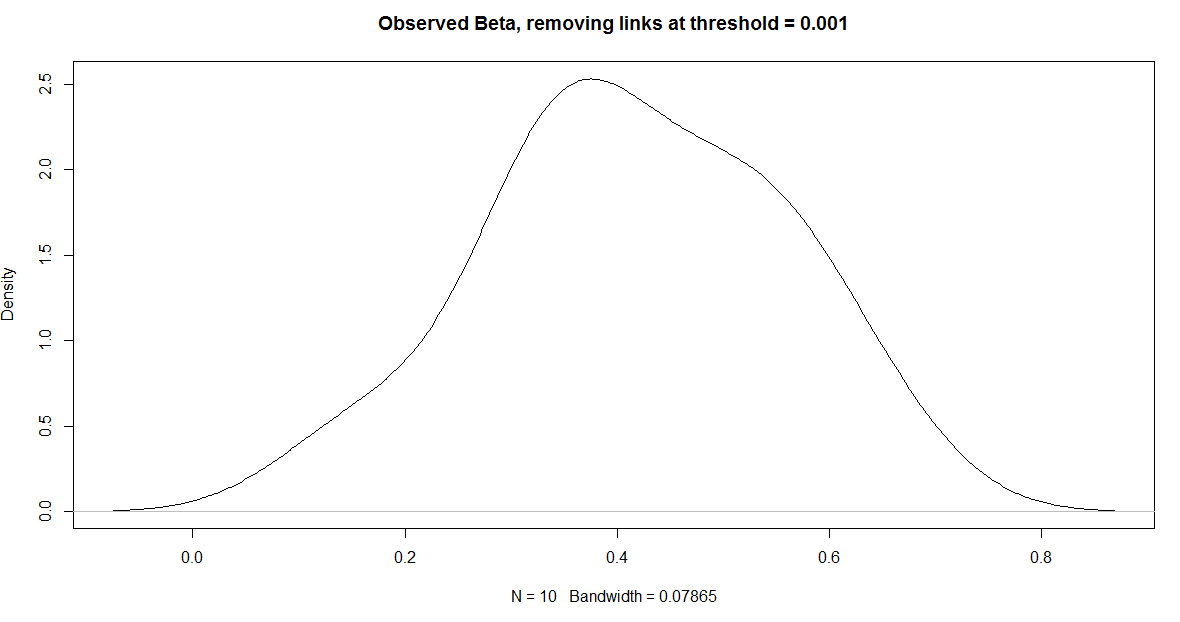 Observed Beta, removing links at threshold = 0.001
Density
2.5
2.0
1.5
1.0
0.5
0.0
0.0 0.2 0.4 0.6 0.8
N = 10 Bandwidth = 0.07865